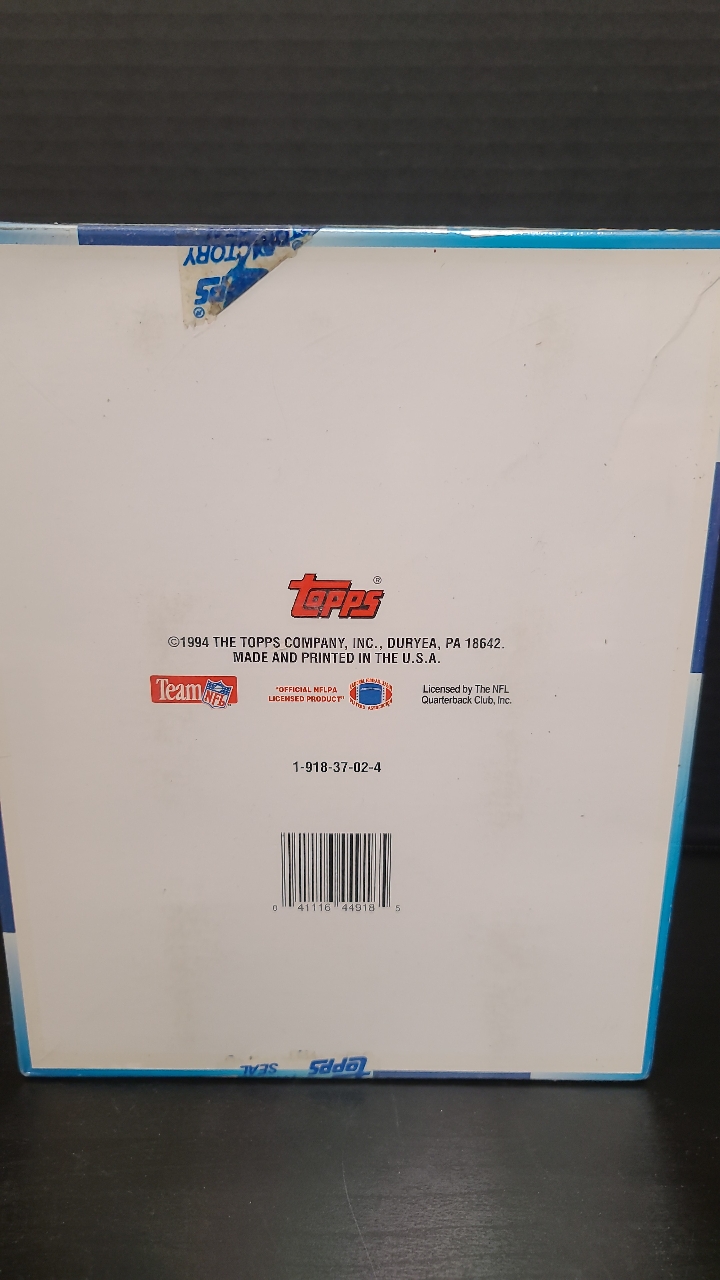 FACTORY
topps
®
topps
®
©1994 THE TOPPS COMPANY, INC., DURYEA, PA 18642.
MADE AND PRINTED IN THE U.S.A.
Team NFL
"OFFICIAL NFLPA
LICENSED PRODUCT"
Licensed by The NFL
Quarterback Club, Inc.
1-918-37-02-4
0 41116 44918 5
topps
SEAL